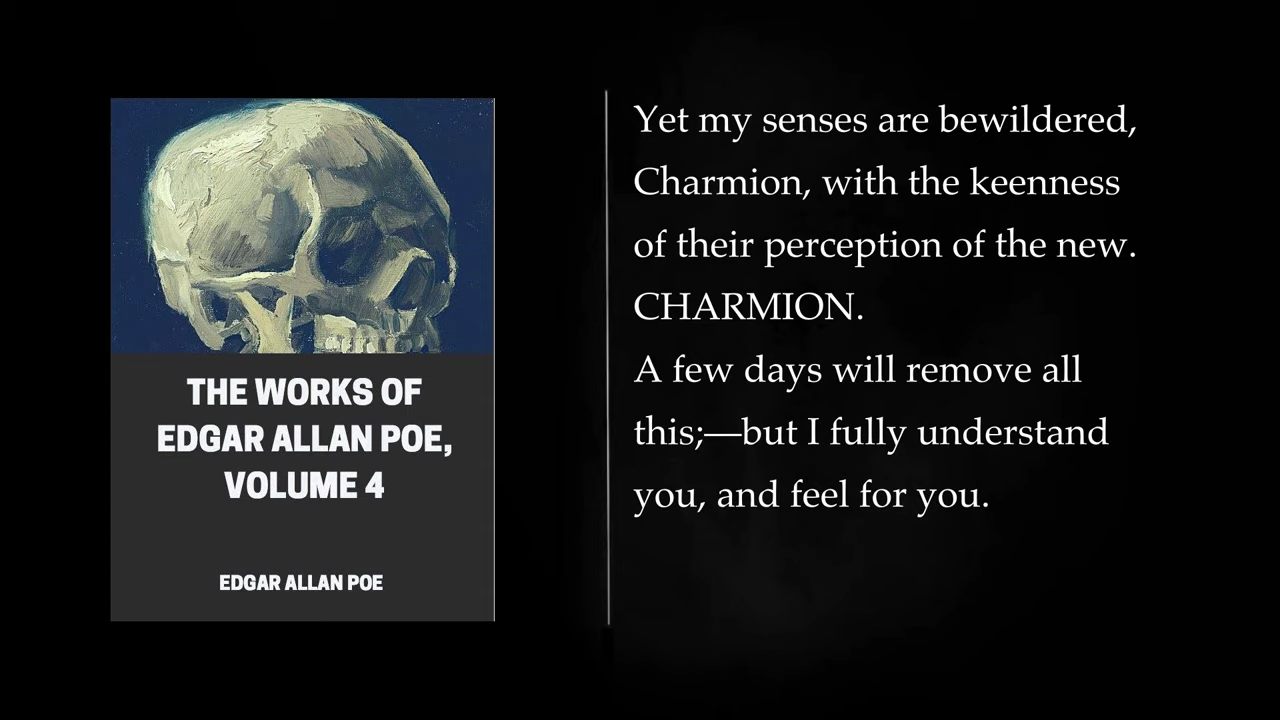 THE WORKS OF
EDGAR ALLAN POE,
VOLUME 4
EDGAR ALLAN POE
Yet my senses are bewildered,
Charmion, with the keenness
of their perception of the new.
CHARMION.
A few days will remove all
this;—but I fully understand
you, and feel for you.